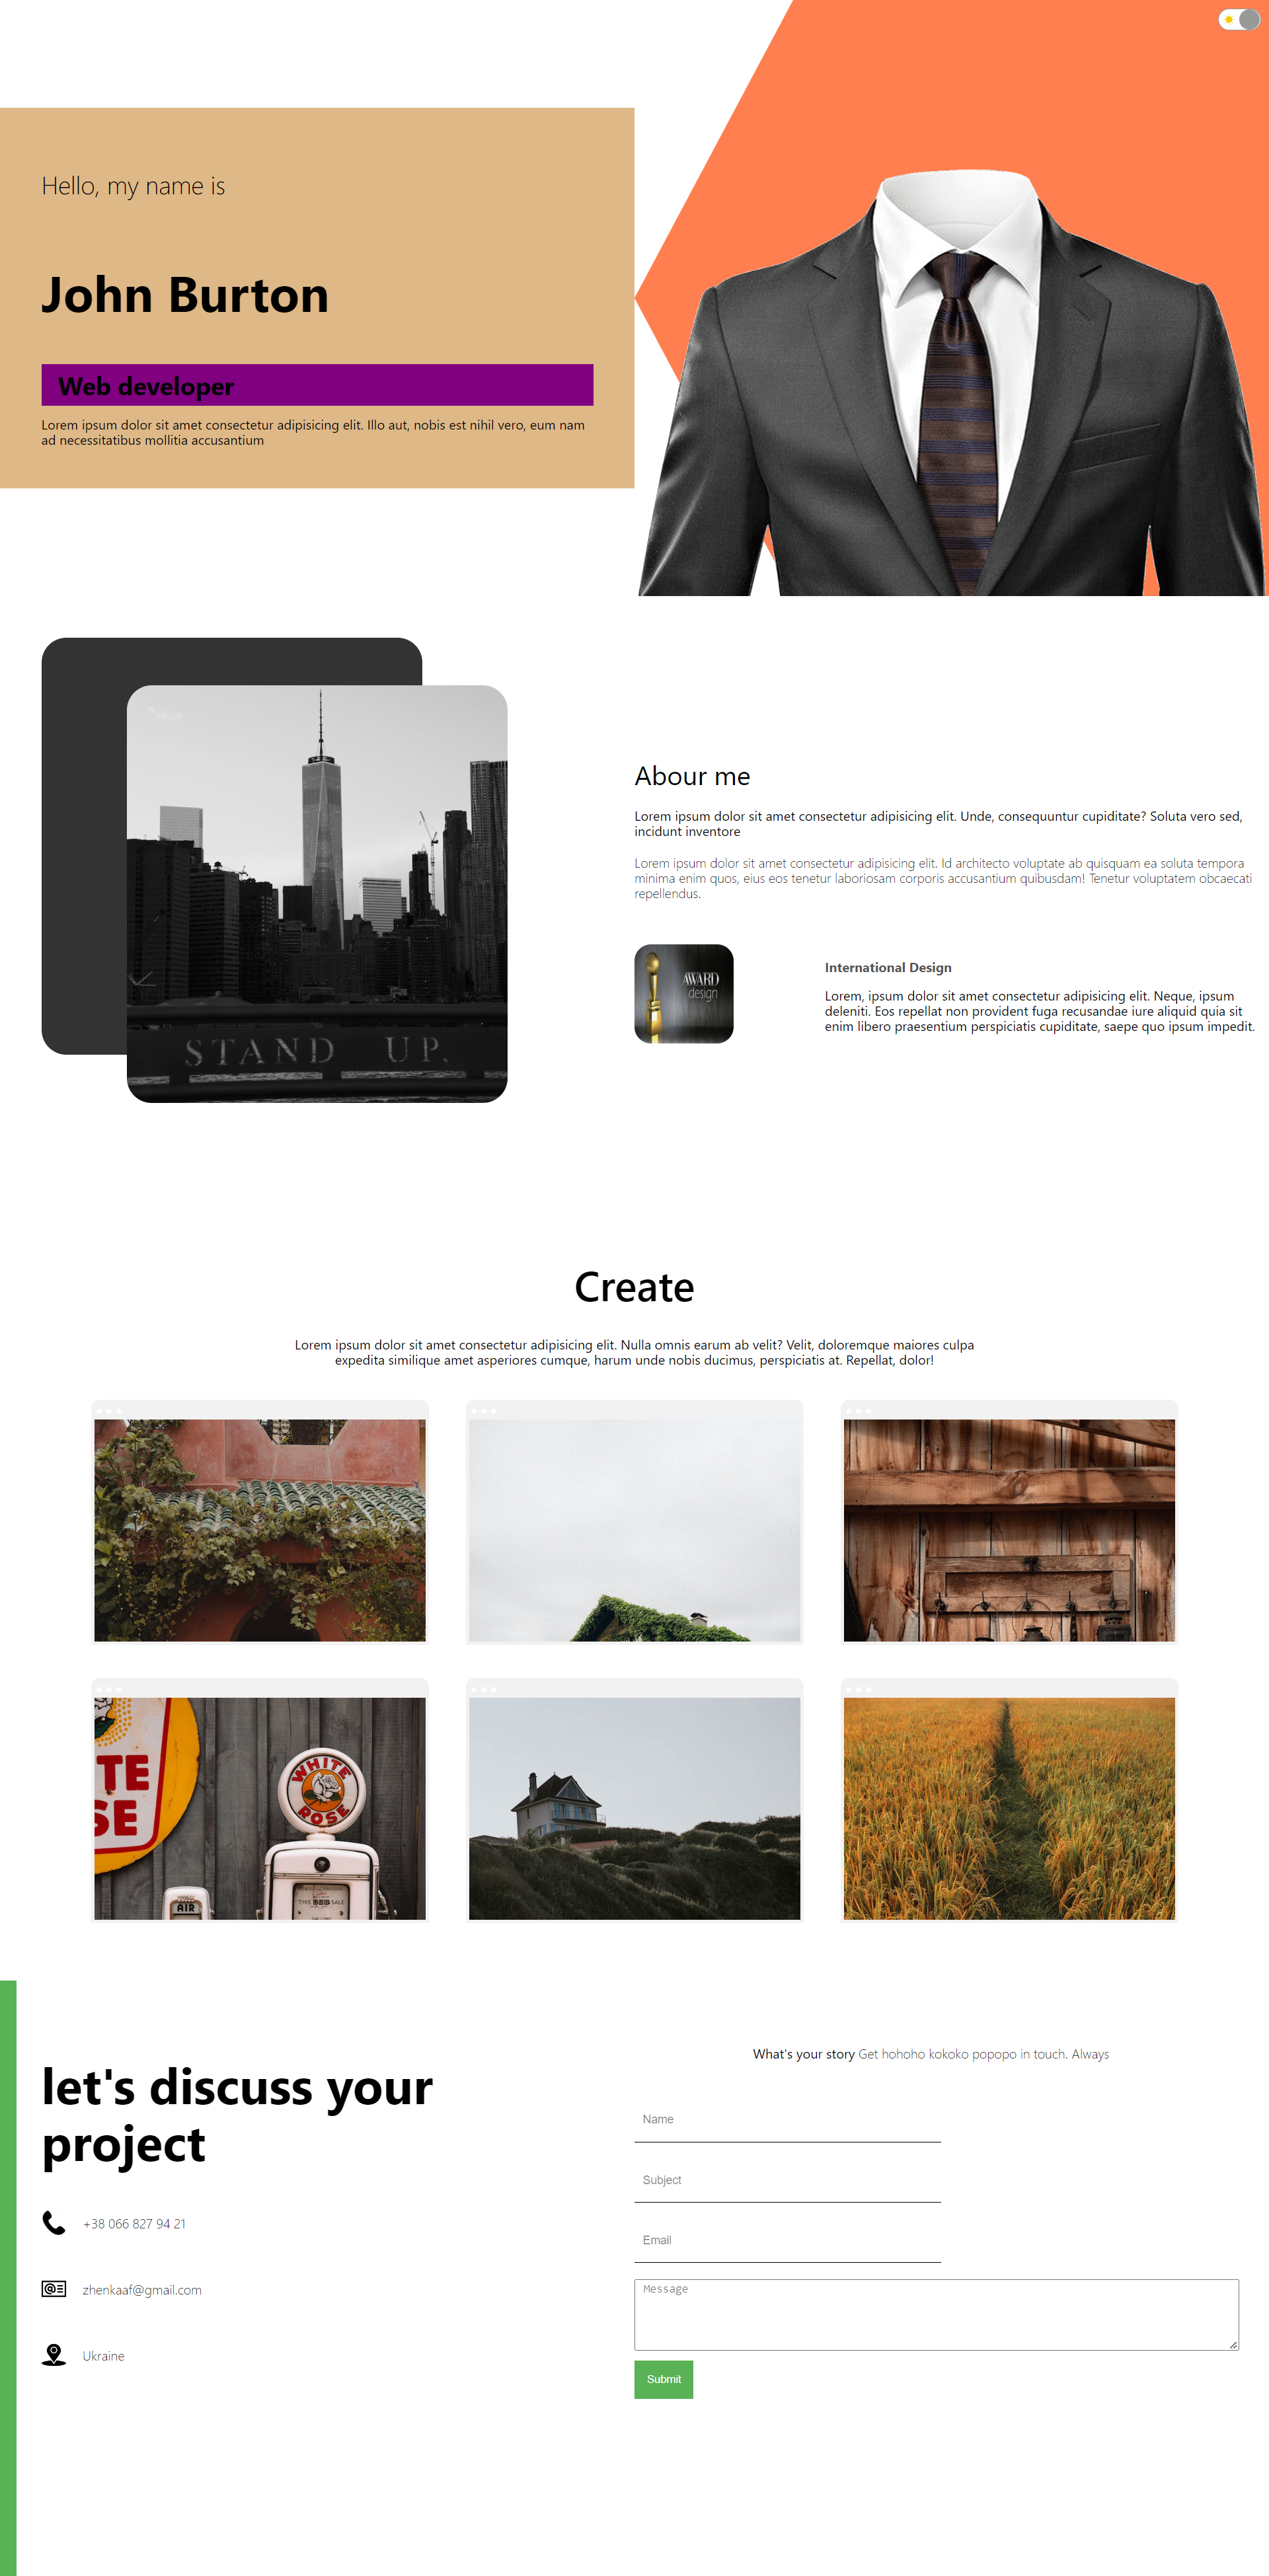 Hello, my name is
John Burton
Web developer
Lorem ipsum dolor sit amet consectetur adipisicing elit. Illo aut, nobis est nihil vero, eum nam
ad necessitatibus mollitia accusantium
STAND UP.
Abour me
Lorem ipsum dolor sit amet consectetur adipisicing elit. Unde, consequuntur cupiditate? Soluta vero sed,
incidunt inventore
Lorem ipsum dolor sit amet consectetur adipisicing elit. Id architecto voluptate ab quisquam ea soluta tempora
minima enim quos, eius eos tenetur laboriosam corporis accusantium quibusdam! Tenetur voluptatem obcaecati
repellendus.
AWARD
design
International Design
Lorem, ipsum dolor sit amet consectetur adipisicing elit. Neque, ipsum
deleniti. Eos repellat non provident fuga recusandae iure aliquid quia sit
enim libero praesentium perspiciatis cupiditate, saepe quo ipsum impedit.
Create
Lorem ipsum dolor sit amet consectetur adipisicing elit. Nulla omnis earum ab velit? Velit, doloremque maiores culpa
expedita similique amet asperiores cumque, harum unde nobis ducimus, perspiciatis at. Repellat, dolor!
TE
SE
WHITE
ROSE
AIR
THIS SALE
let's discuss your
project
+38 066 827 94 21
zhenkaaf@gmail.com
Ukraine
What's your story Get hohoho kokoko popopo in touch. Always
Name
Subject
Email
Message
Submit